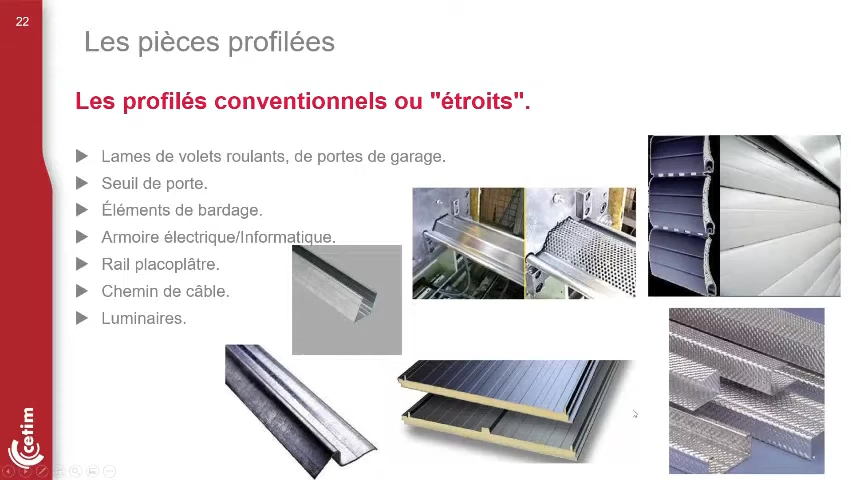 22
Les pièces profilées
Les profilés conventionnels ou "étroits".
Lames de volets roulants, de portes de garage.
Seuil de porte.
Éléments de bardage.
Armoire électrique/Informatique.
Rail placoplâtre.
Chemin de câble.
Luminaires.
cetim